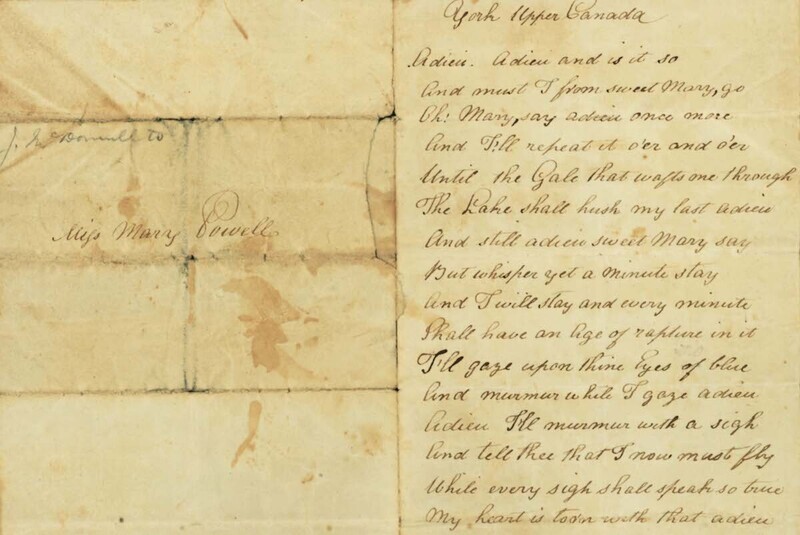 J McDonnell to
Miss Mary Powell
York Upper Canada
Adieu. Adieu and is it so
And must I from sweet Mary, go
Oh! Mary, say adieu once more
And I'll repeat it o'er and o'er
Until the Gale that wafts me through
The Lake shall hush my last adieu
And still adieu sweet Mary say
But whisper yet a minute stay
And I will stay and every minute
Shall have an Age of rapture in it
I'll gaze upon thine Eyes of blue
And murmur while I gaze adieu
Adieu I'll murmur with a sigh
And tell thee that I now must fly
While every sigh shall speak so true
My heart is torn with that adieu